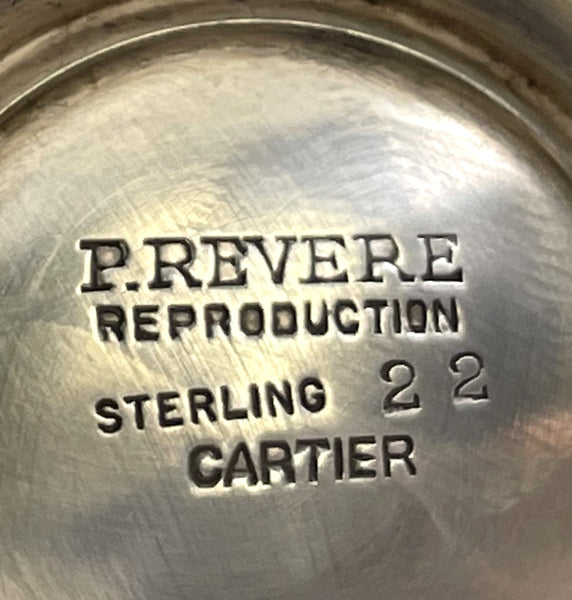 P.REVERE
REPRODUCTION
STERLING 22
CARTIER